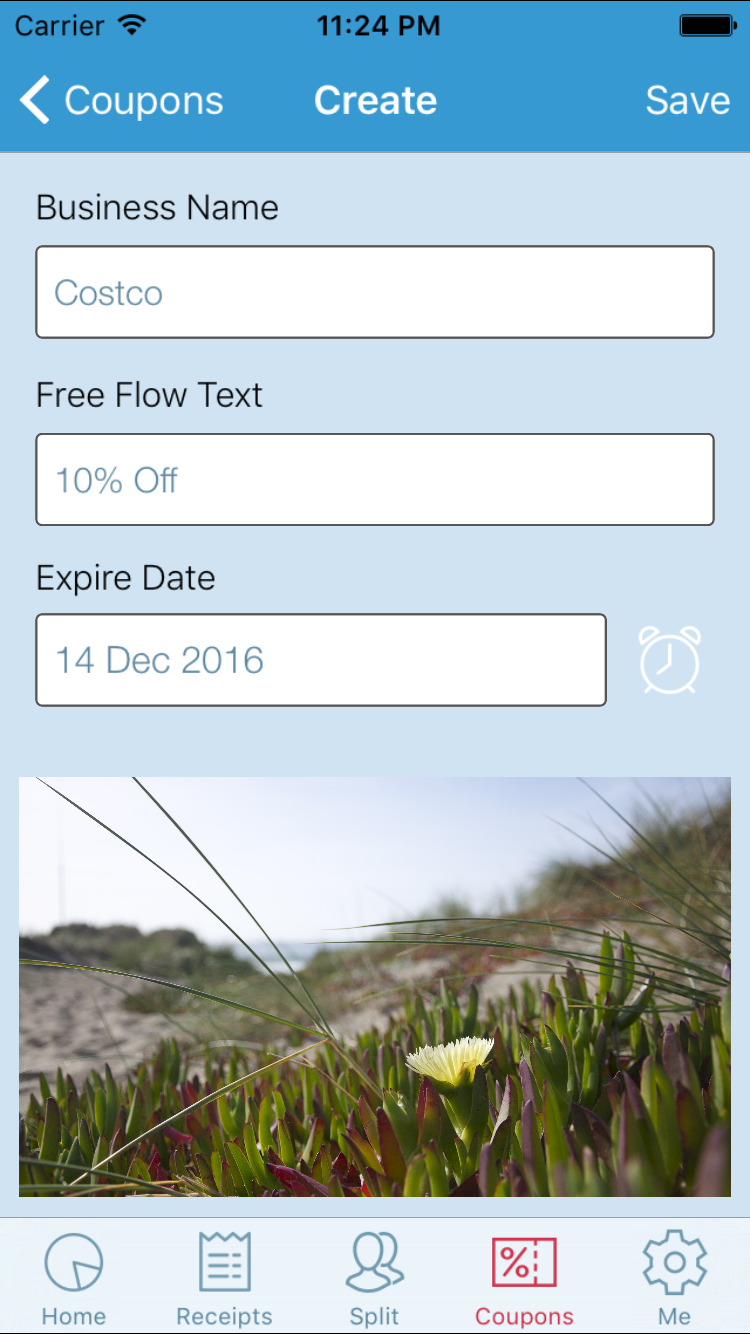 Carrier 11:24 PM
Coupons Create Save
Business Name
Costco
Free Flow Text
10% Off
Expire Date
14 Dec 2016
%
Home Receipts Split Coupons Me